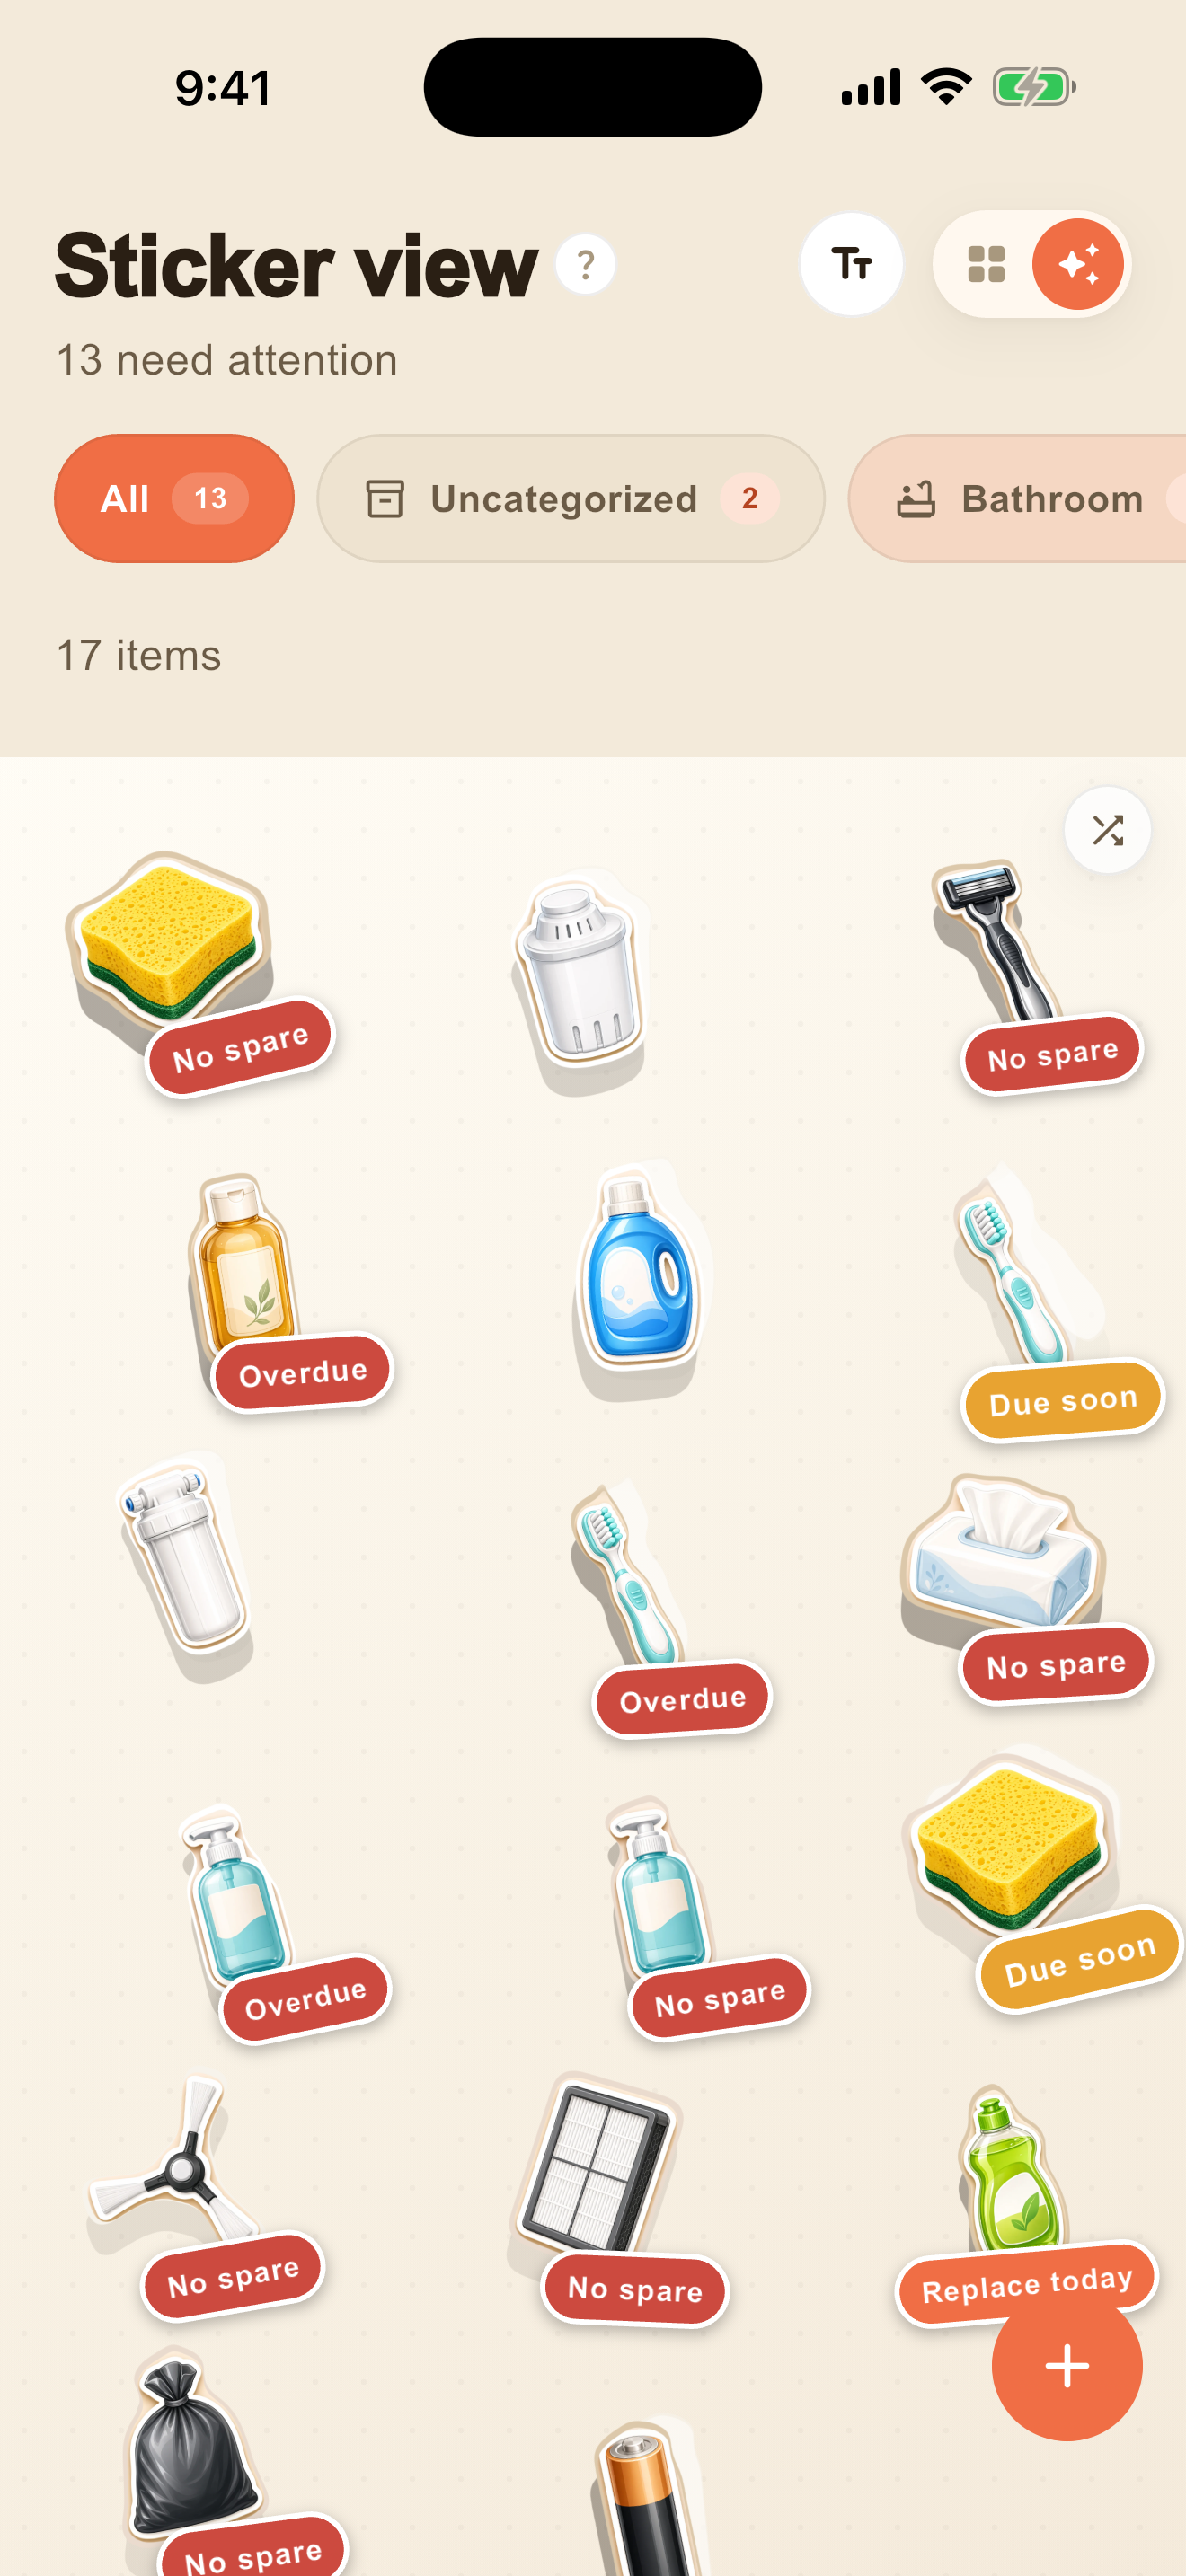 9:41
Sticker view ?
Tт
13 need attention
All 13
Uncategorized 2
Bathroom
17 items
No spare
No spare
Overdue
Due soon
Overdue
No spare
Overdue
No spare
Due soon
No spare
No spare
Replace today
No spare